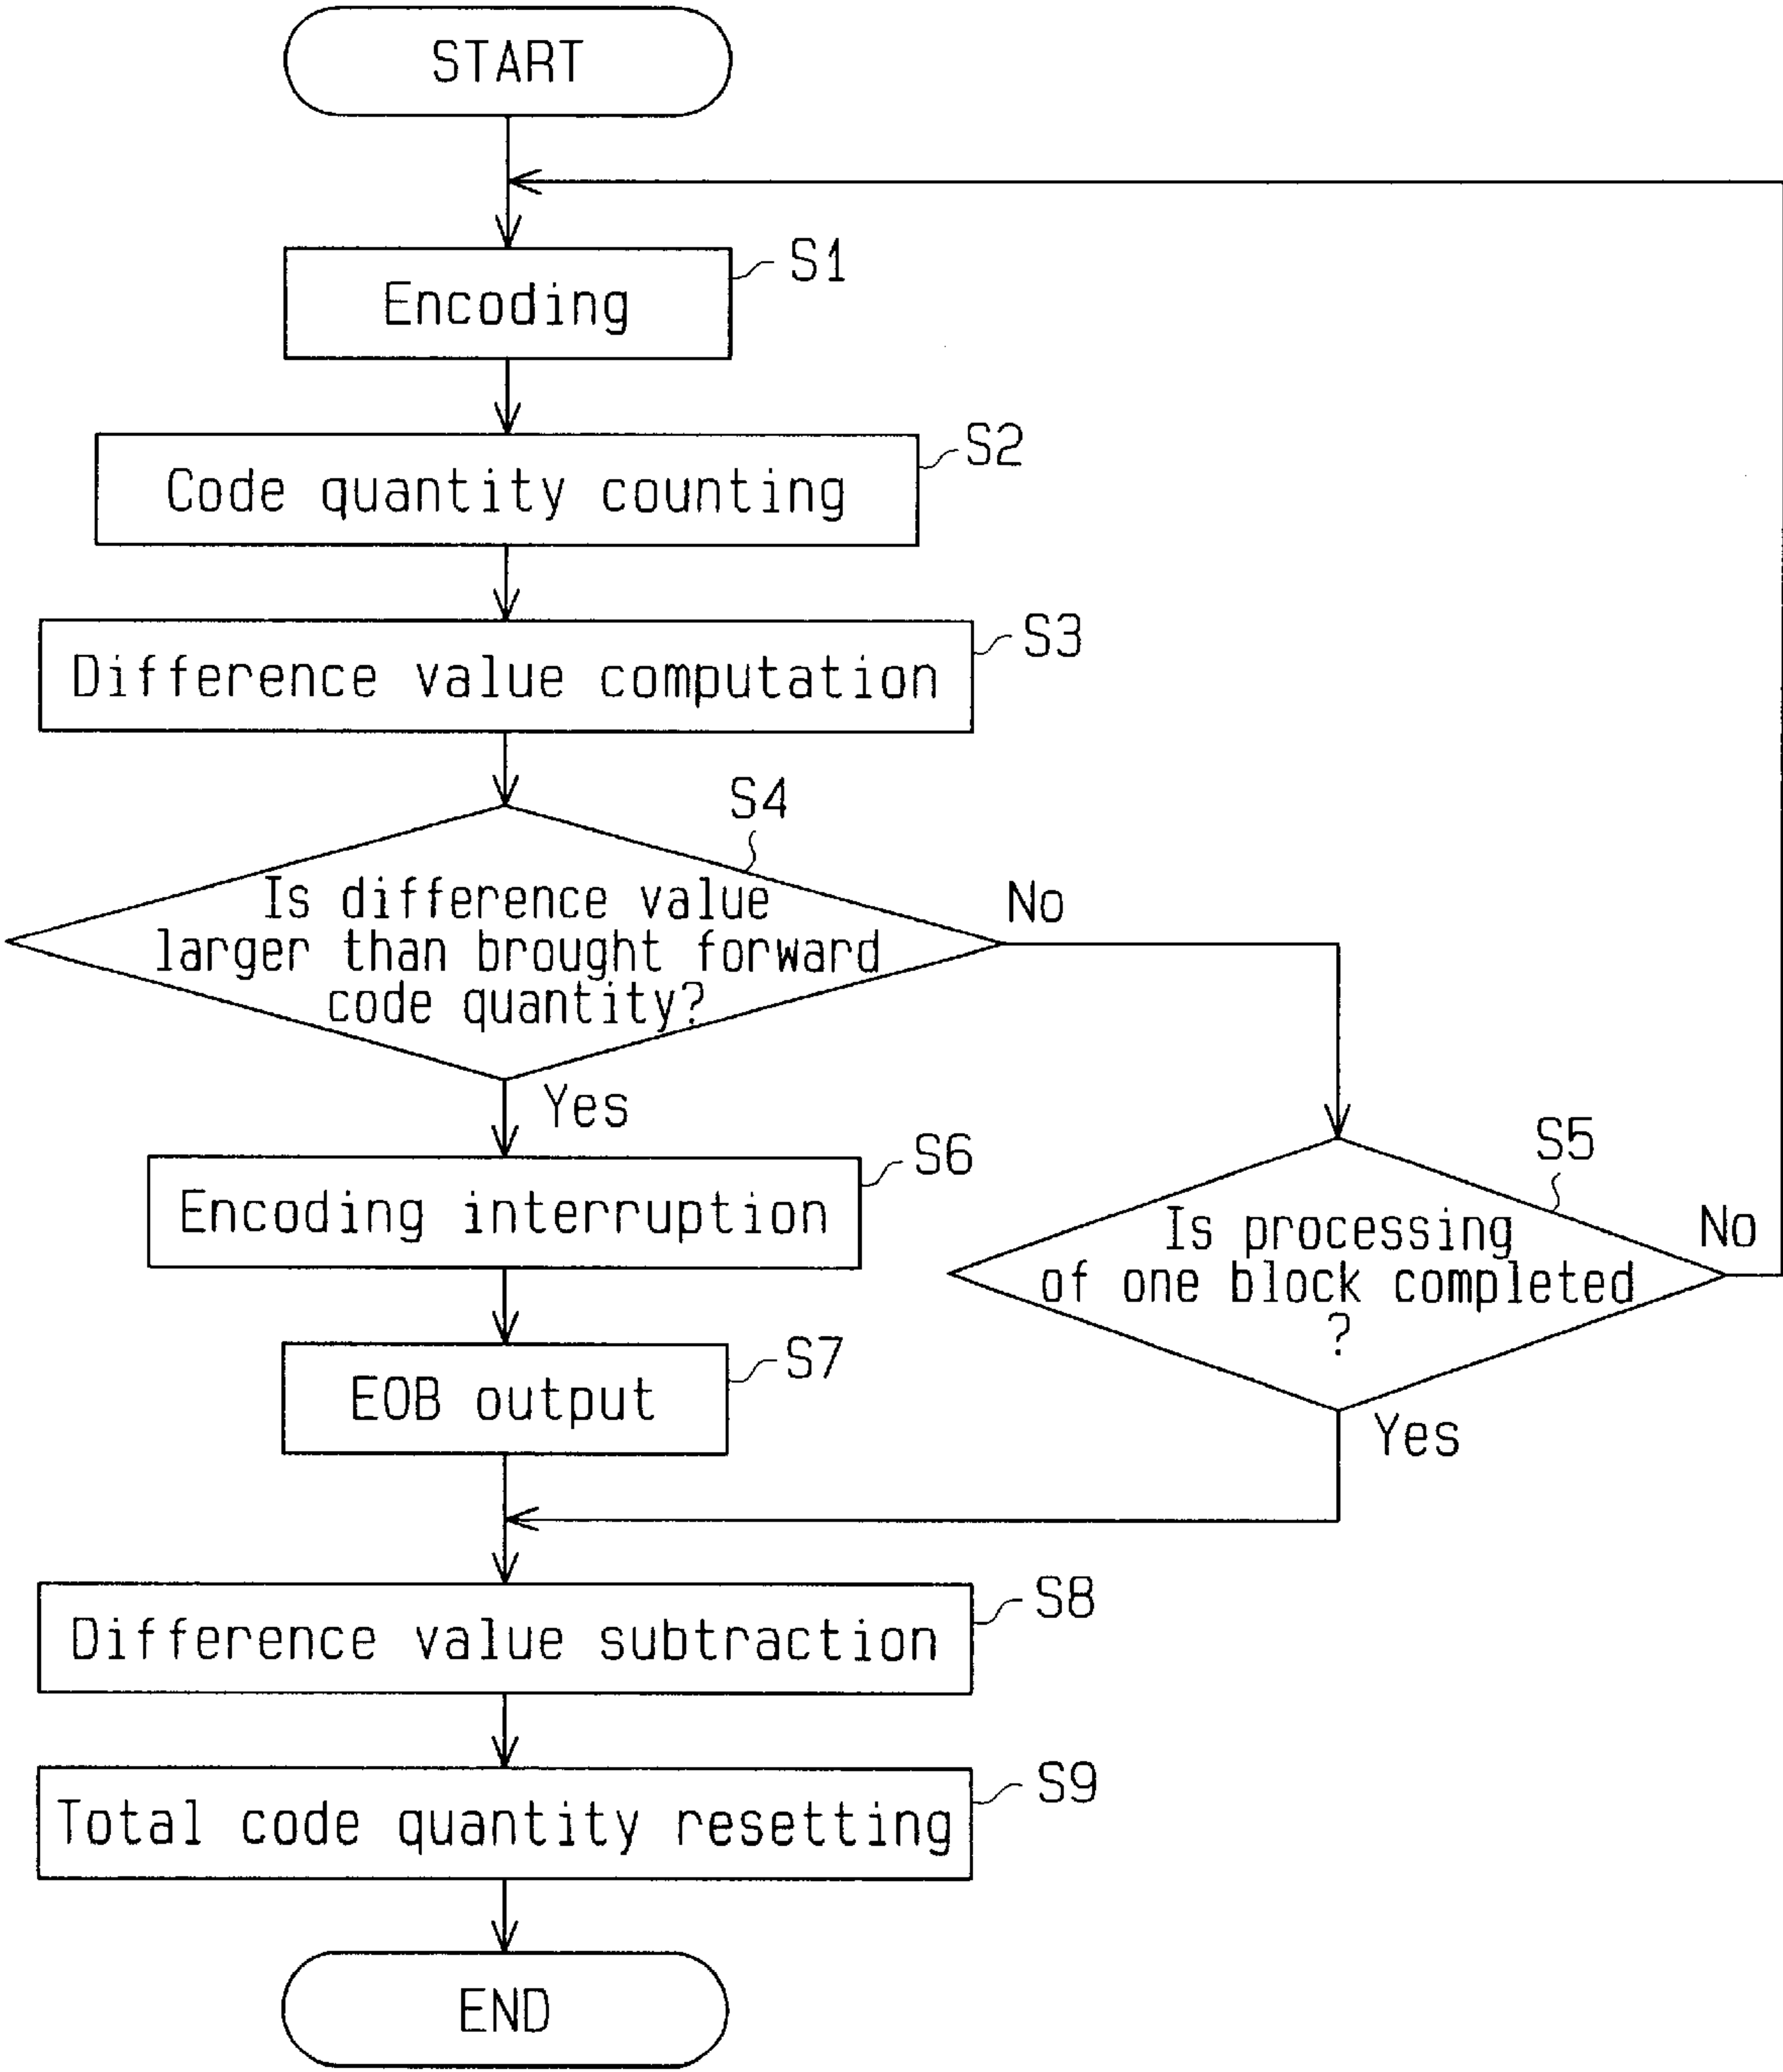 START
Encoding
S1
Code quantity counting
S2
Difference value computation
S3
S4
Is difference value
larger than brought forward
code quantity?
No
Yes
S5
Is processing
of one block completed
?
No
Yes
Encoding interruption
S6
EOB output
S7
Difference value subtraction
S8
Total code quantity resetting
S9
END